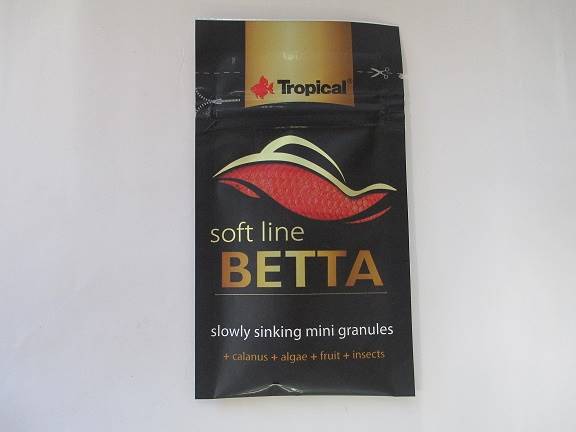 Tropical®
soft line
BETTA
slowly sinking mini granules
+ calanus + algae + fruit + insects